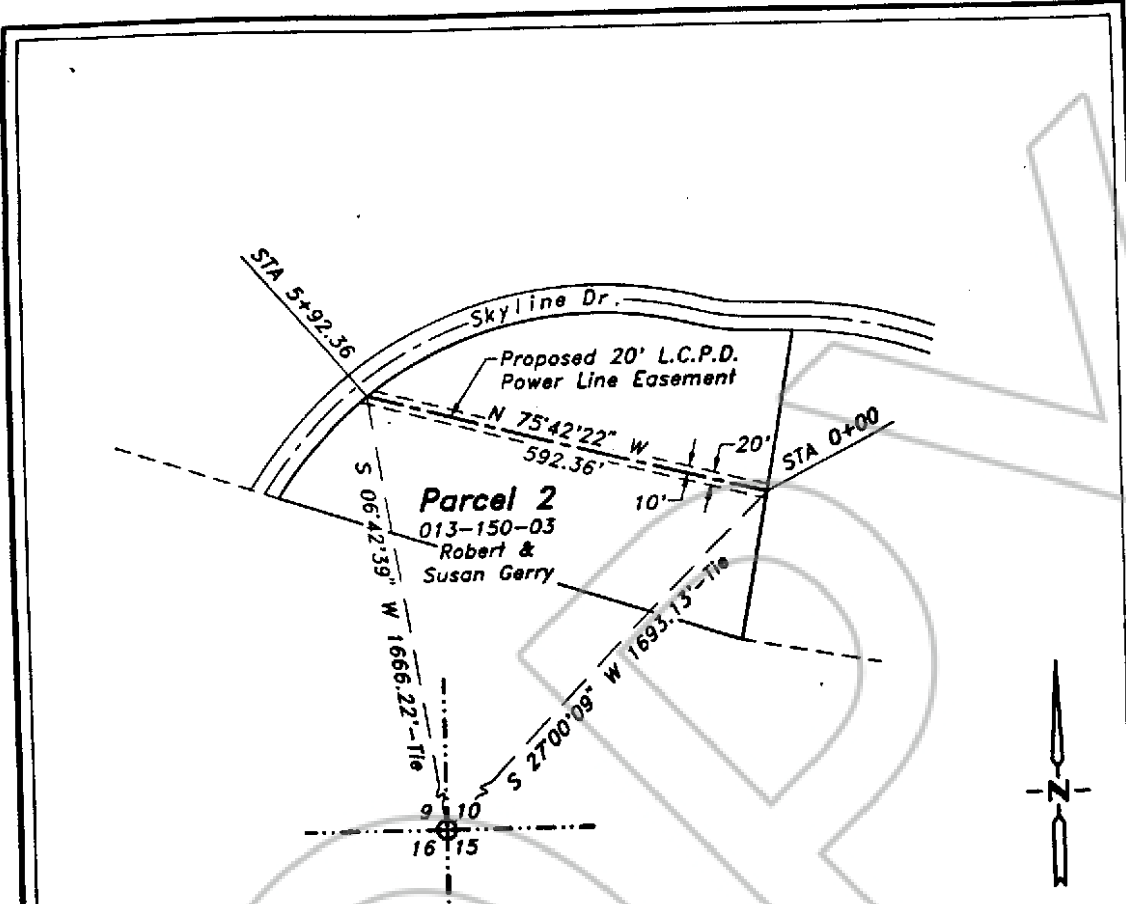 STA 5+92.36
Skyline Dr.
Proposed 20' L.C.P.D.
Power Line Easement
N 75°42'22" W
592.36'
20'
10'
STA 0+00
Parcel 2
013-150-03
Robert &
Susan Gerry
S 06°42'39" W 1666.22'-Tie
S 27°00'09" W 1693.13'-Tie
9 10
16 15
N